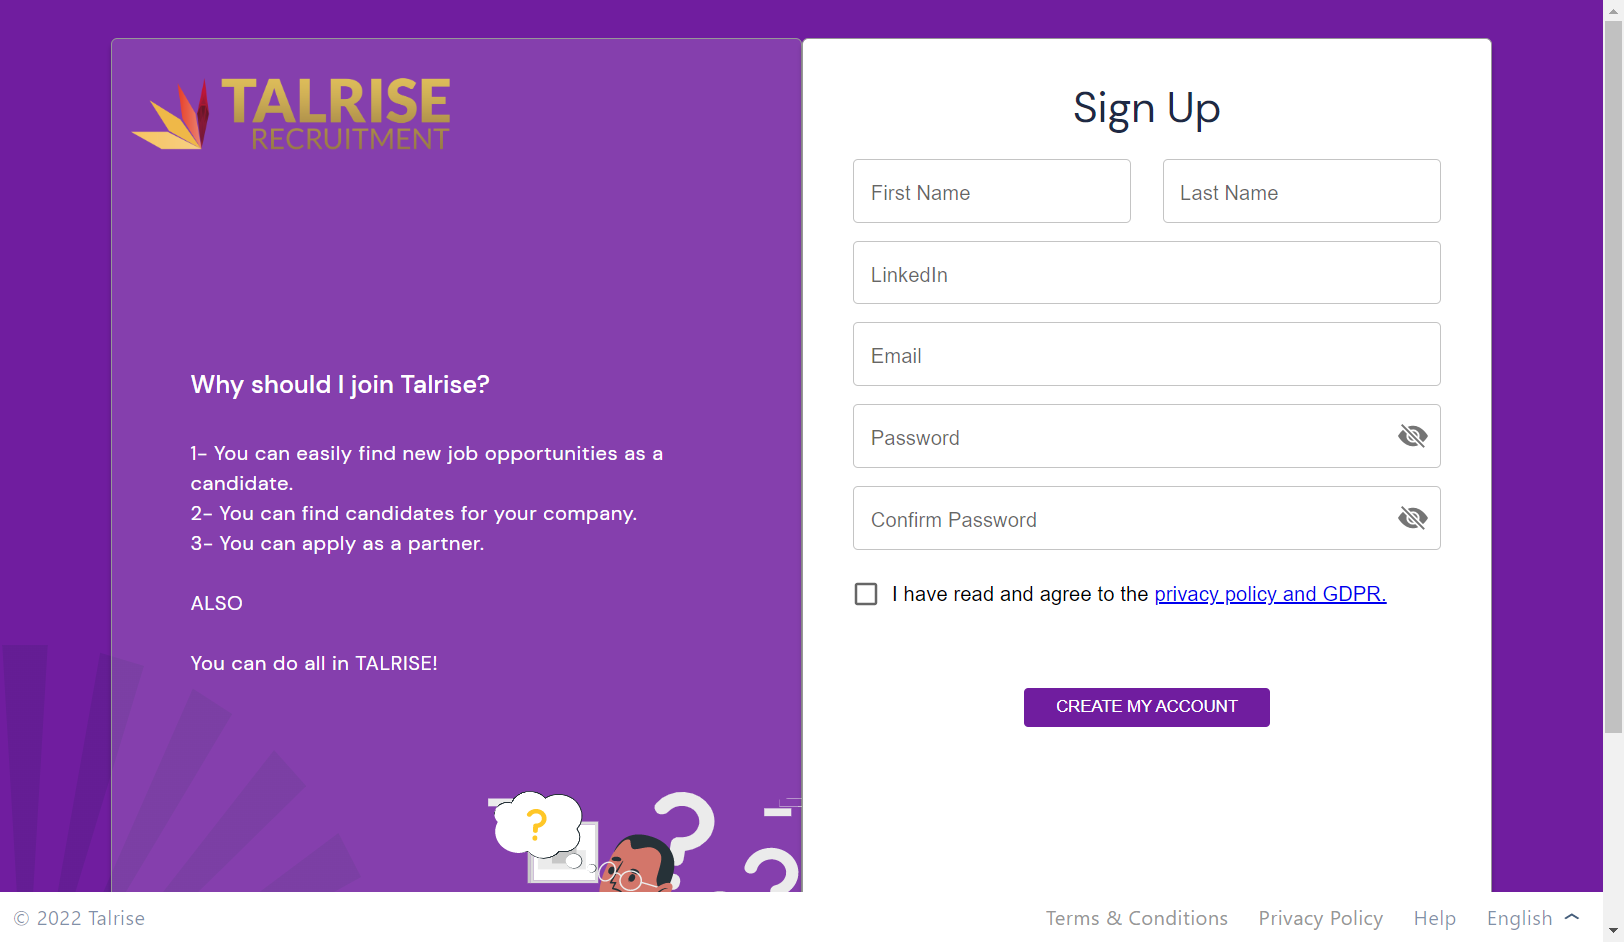 TALRISE
RECRUITMENT
Why should I join Talrise?
1- You can easily find new job opportunities as a
candidate.
2- You can find candidates for your company.
3- You can apply as a partner.
ALSO
You can do all in TALRISE!
?
? ?
Sign Up
First Name
Last Name
LinkedIn
Email
Password
Confirm Password
I have read and agree to the privacy policy and GDPR.
CREATE MY ACCOUNT
© 2022 Talrise
Terms & Conditions
Privacy Policy
Help
English